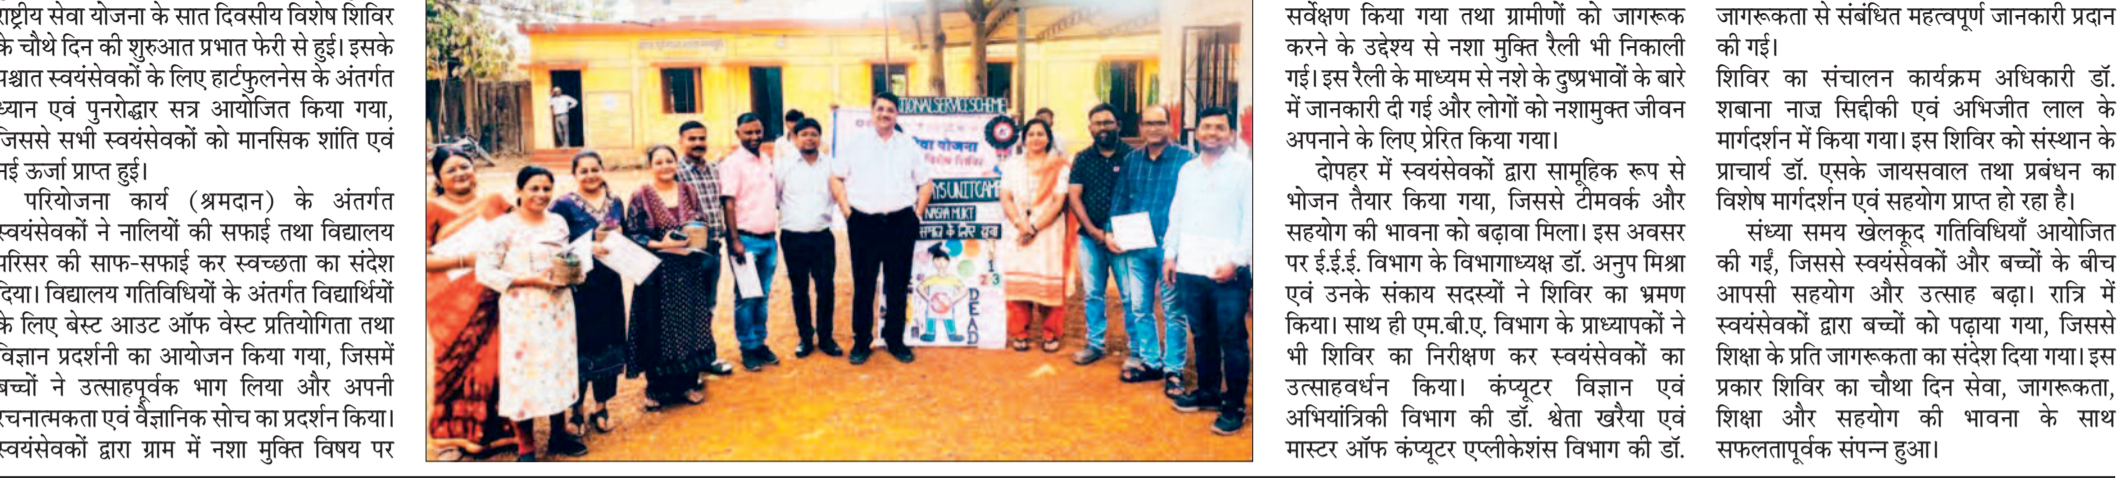 राष्ट्रीय सेवा योजना के सात दिवसीय विशेष शिविर
के चौथे दिन की शुरुआत प्रभात फेरी से हुई। इसके
पश्चात स्वयंसेवकों के लिए हार्टफुलनेस के अंतर्गत
ध्यान एवं पुनरोद्धार सत्र आयोजित किया गया,
जिससे सभी स्वयंसेवकों को मानसिक शांति एवं
नई ऊर्जा प्राप्त हुई।
परियोजना कार्य (श्रमदान) के अंतर्गत
स्वयंसेवकों ने नालियों की सफाई तथा विद्यालय
परिसर की साफ-सफाई कर स्वच्छता का संदेश
दिया। विद्यालय गतिविधियों के अंतर्गत विद्यार्थियों
के लिए बेस्ट आउट ऑफ वेस्ट प्रतियोगिता तथा
विज्ञान प्रदर्शनी का आयोजन किया गया, जिसमें
बच्चों ने उत्साहपूर्वक भाग लिया और अपनी
रचनात्मकता एवं वैज्ञानिक सोच का प्रदर्शन किया।
स्वयंसेवकों द्वारा ग्राम में नशा मुक्ति विषय पर
TIONAL SERVICE SCHEME
वा योजना
विशेष शिविर
AYS UNIT CAMP
NASHA MUKT
समाज के लिए युवा
1
2 3
DEAD
सर्वेक्षण किया गया तथा ग्रामीणों को जागरूक
करने के उद्देश्य से नशा मुक्ति रैली भी निकाली
गई। इस रैली के माध्यम से नशे के दुष्प्रभावों के बारे
में जानकारी दी गई और लोगों को नशामुक्त जीवन
अपनाने के लिए प्रेरित किया गया।
दोपहर में स्वयंसेवकों द्वारा सामूहिक रूप से
भोजन तैयार किया गया, जिससे टीमवर्क और
सहयोग की भावना को बढ़ावा मिला। इस अवसर
पर ई.ई.ई. विभाग के विभागाध्यक्ष डॉ. अनुप मिश्रा
एवं उनके संकाय सदस्यों ने शिविर का भ्रमण
किया। साथ ही एम.बी.ए. विभाग के प्राध्यापकों ने
भी शिविर का निरीक्षण कर स्वयंसेवकों का
उत्साहवर्धन किया। कंप्यूटर विज्ञान एवं
अभियांत्रिकी विभाग की डॉ. श्वेता खरैया एवं
मास्टर ऑफ कंप्यूटर एप्लीकेशंस विभाग की डॉ.
जागरूकता से संबंधित महत्वपूर्ण जानकारी प्रदान
की गई।
शिविर का संचालन कार्यक्रम अधिकारी डॉ.
शबाना नाज़ सिद्दीकी एवं अभिजीत लाल के
मार्गदर्शन में किया गया। इस शिविर को संस्थान के
प्राचार्य डॉ. एसके जायसवाल तथा प्रबंधन का
विशेष मार्गदर्शन एवं सहयोग प्राप्त हो रहा है।
संध्या समय खेलकूद गतिविधियाँ आयोजित
की गईं, जिससे स्वयंसेवकों और बच्चों के बीच
आपसी सहयोग और उत्साह बढ़ा। रात्रि में
स्वयंसेवकों द्वारा बच्चों को पढ़ाया गया, जिससे
शिक्षा के प्रति जागरूकता का संदेश दिया गया। इस
प्रकार शिविर का चौथा दिन सेवा, जागरूकता,
शिक्षा और सहयोग की भावना के साथ
सफलतापूर्वक संपन्न हुआ।